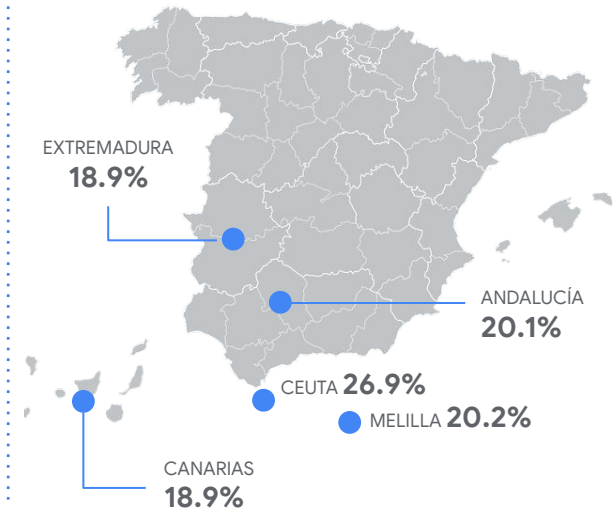 EXTREMADURA
18.9%
ANDALUCÍA
20.1%
CEUTA 26.9%
MELILLA 20.2%
CANARIAS
18.9%